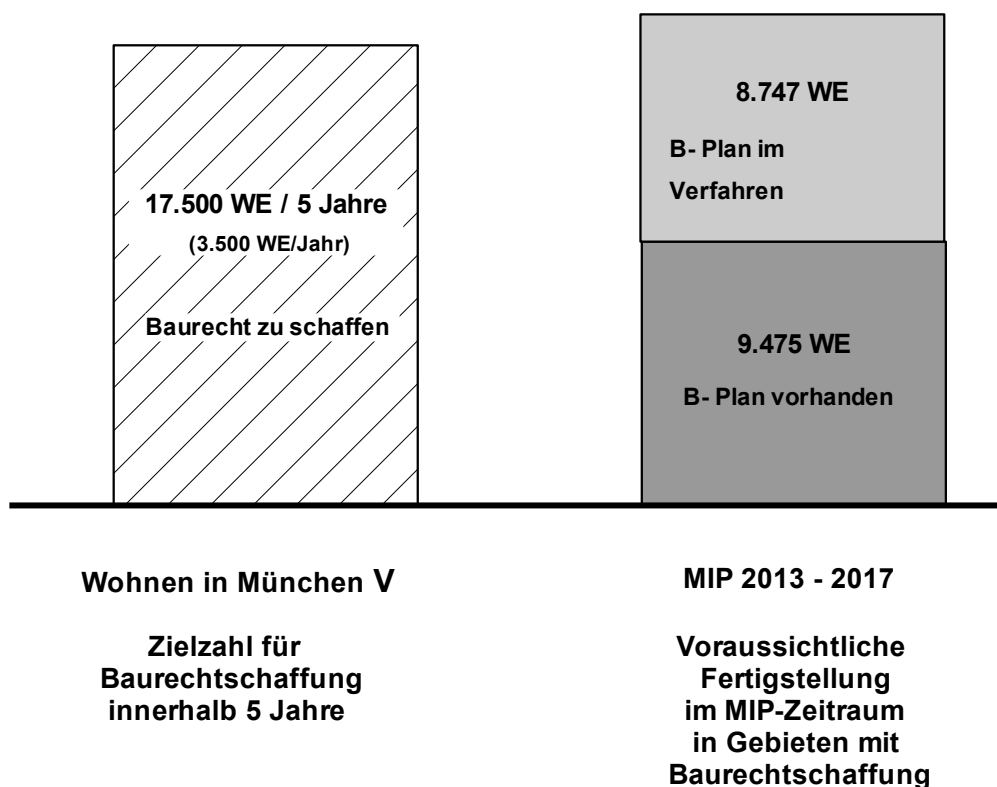 17.500 WE / 5 Jahre
(3.500 WE/Jahr)
Baurecht zu schaffen
8.747 WE
B- Plan im
Verfahren
9.475 WE
B- Plan vorhanden
Wohnen in München V
Zielzahl für
Baurechtschaffung
innerhalb 5 Jahre
MIP 2013 - 2017
Voraussichtliche
Fertigstellung
im MIP-Zeitraum
in Gebieten mit
Baurechtschaffung